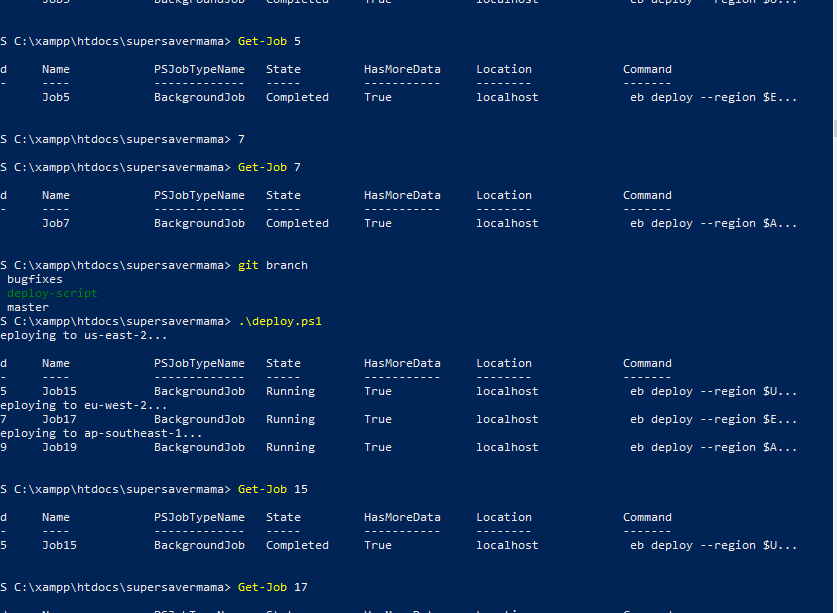 Job5 BackgroundJob Completed True localhost eb deploy --region $U...
S C:\xampp\htdocs\supersavermama> Get-Job 5
d Name PSJobTypeName State HasMoreData Location Command
- ---- ------------- ----- ----------- -------- -------
Job5 BackgroundJob Completed True localhost eb deploy --region $E...
S C:\xampp\htdocs\supersavermama> 7
S C:\xampp\htdocs\supersavermama> Get-Job 7
d Name PSJobTypeName State HasMoreData Location Command
- ---- ------------- ----- ----------- -------- -------
Job7 BackgroundJob Completed True localhost eb deploy --region $A...
S C:\xampp\htdocs\supersavermama> git branch
bugfixes
deploy-script
master
S C:\xampp\htdocs\supersavermama> .\deploy.ps1
eploying to us-east-2...
d Name PSJobTypeName State HasMoreData Location Command
- ---- ------------- ----- ----------- -------- -------
5 Job15 BackgroundJob Running True localhost eb deploy --region $U...
eploying to eu-west-2...
7 Job17 BackgroundJob Running True localhost eb deploy --region $E...
eploying to ap-southeast-1...
9 Job19 BackgroundJob Running True localhost eb deploy --region $A...
S C:\xampp\htdocs\supersavermama> Get-Job 15
d Name PSJobTypeName State HasMoreData Location Command
- ---- ------------- ----- ----------- -------- -------
5 Job15 BackgroundJob Completed True localhost eb deploy --region $U...
S C:\xampp\htdocs\supersavermama> Get-Job 17